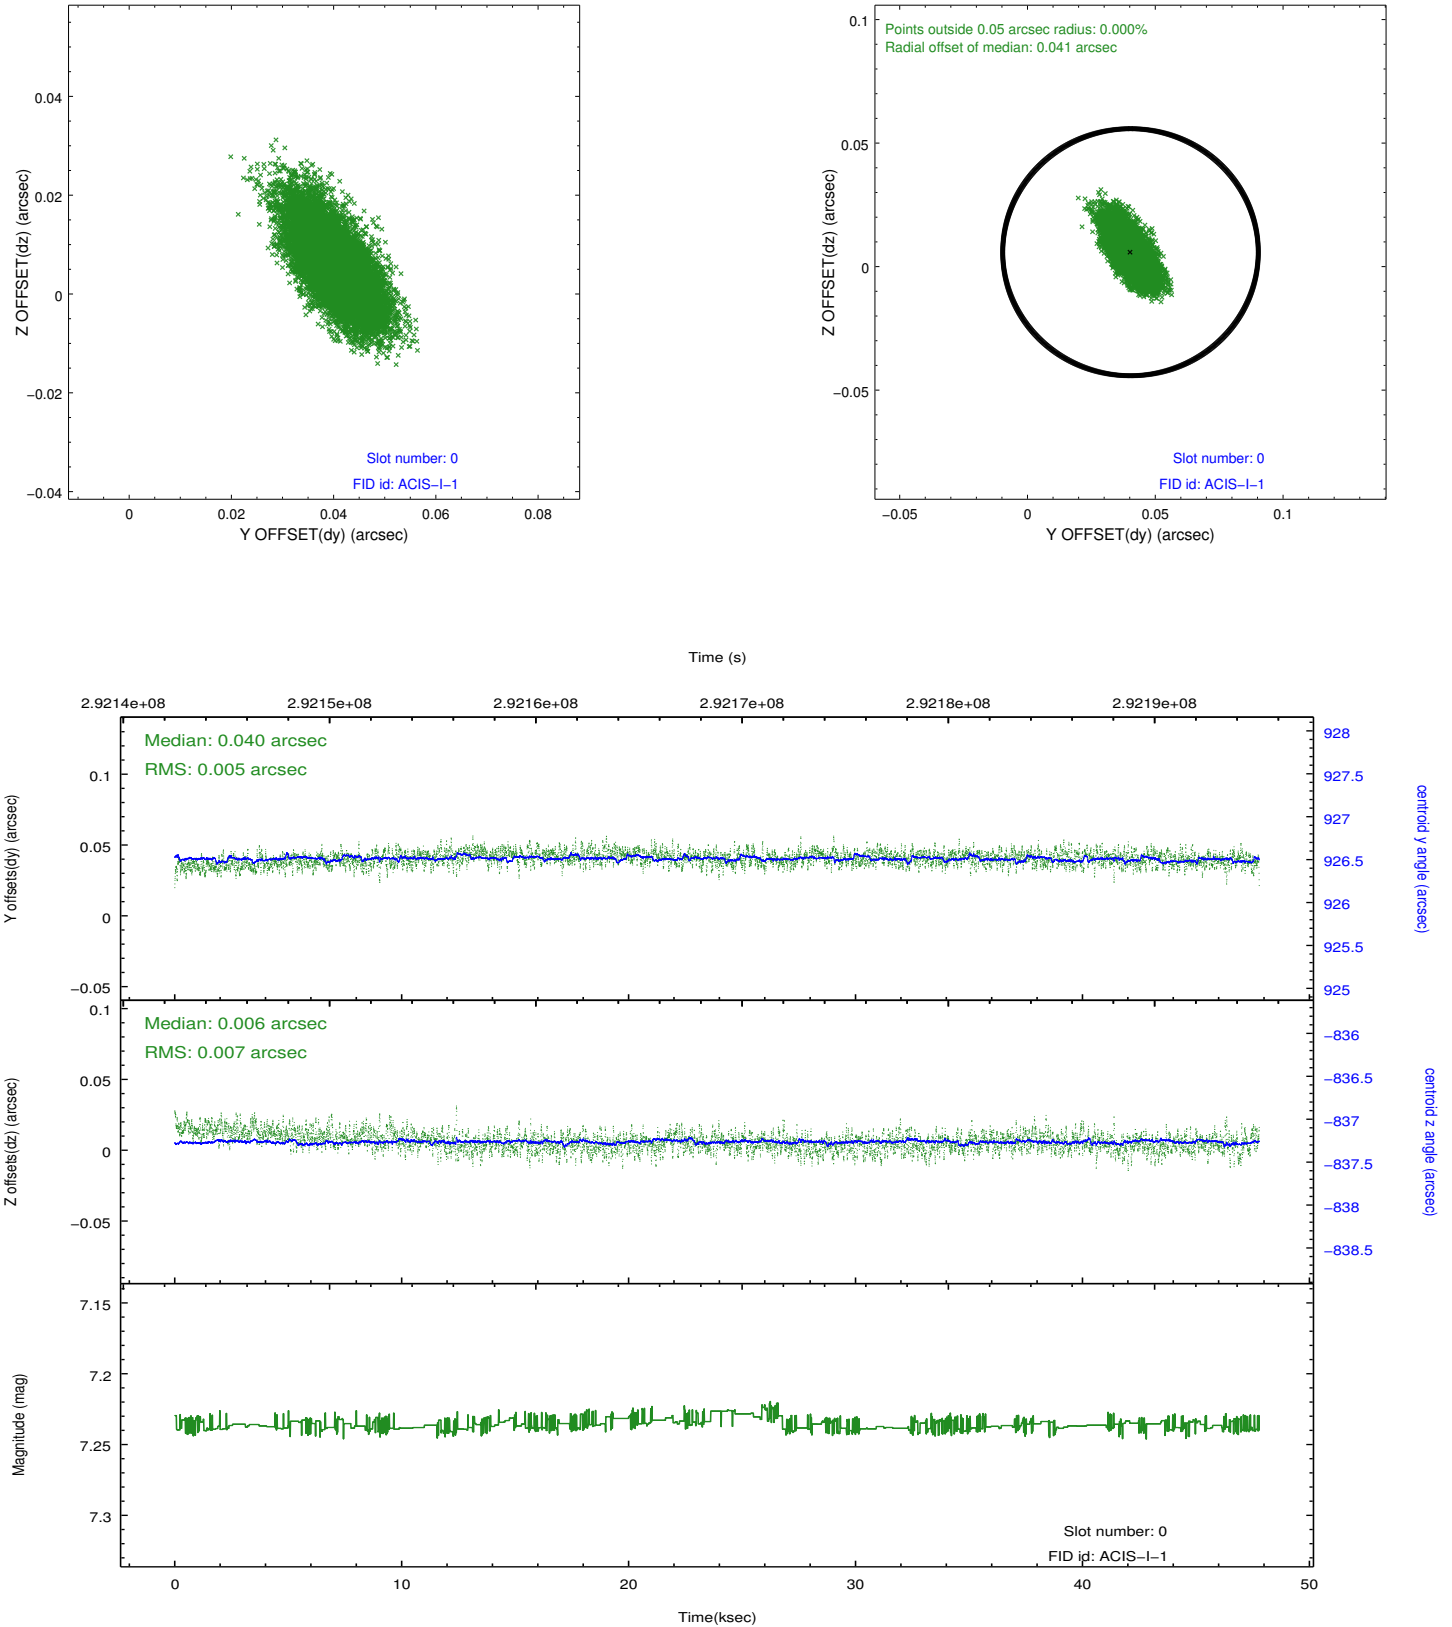 0.04
0.02
0
−0.02
−0.04
Z OFFSET(dz) (arcsec)
Slot number: 0
FID id: ACIS−I−1
0
0.02
0.04
0.06
0.08
Y OFFSET(dy) (arcsec)
Points outside 0.05 arcsec radius: 0.000%
Radial offset of median: 0.041 arcsec
0.1
0.05
0
−0.05
Z OFFSET(dz) (arcsec)
Slot number: 0
FID id: ACIS−I−1
−0.05
0
0.05
0.1
Y OFFSET(dy) (arcsec)
Time (s)
2.9214e+08
2.9215e+08
2.9216e+08
2.9217e+08
2.9218e+08
2.9219e+08
Median: 0.040 arcsec
RMS: 0.005 arcsec
0.1
0.05
0
−0.05
Y offsets(dy) (arcsec)
928
927.5
927
926.5
926
925.5
925
centroid y angle (arcsec)
Median: 0.006 arcsec
RMS: 0.007 arcsec
0.1
0.05
0
−0.05
Z offsets(dz) (arcsec)
−836
−836.5
−837
−837.5
−838
−838.5
centroid z angle (arcsec)
7.15
7.2
7.25
7.3
Magnitude (mag)
Slot number: 0
FID id: ACIS−I−1
0
10
20
30
40
50
Time(ksec)